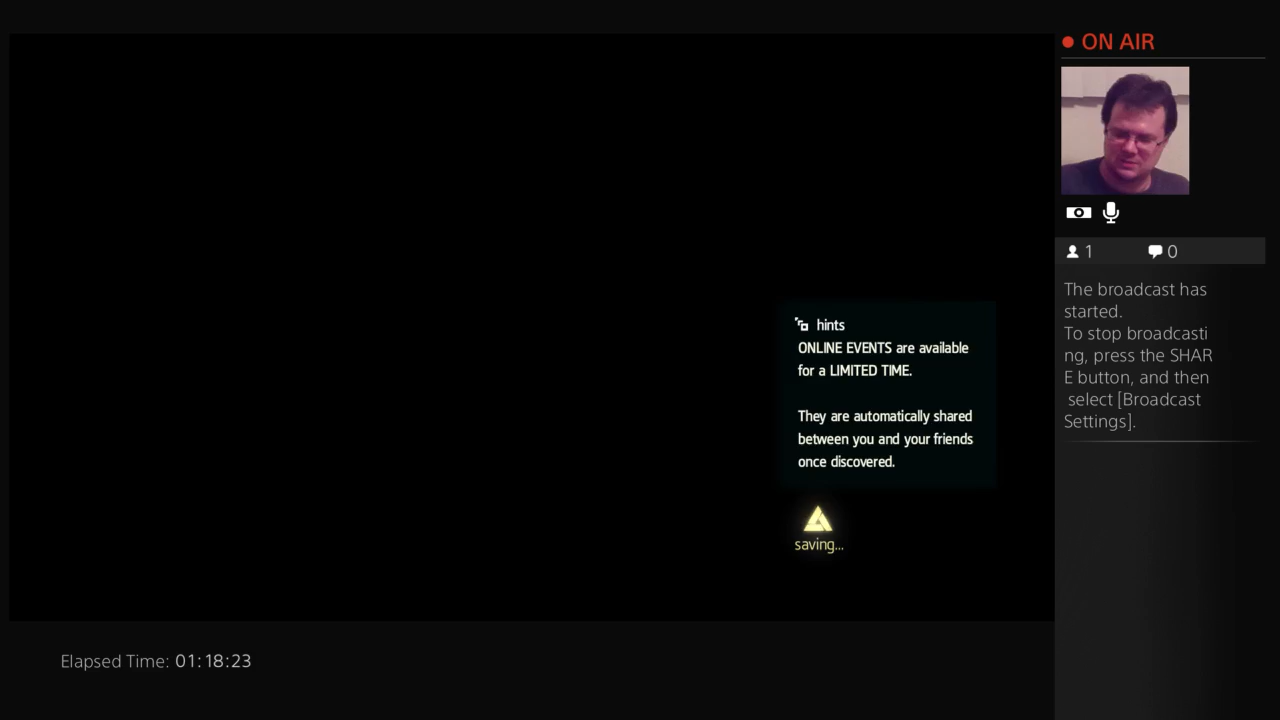 ON AIR
1
0
The broadcast has
started.
To stop broadcasti
ng, press the SHAR
E button, and then
select [Broadcast
Settings].
hints
ONLINE EVENTS are available
for a LIMITED TIME.
They are automatically shared
between you and your friends
once discovered.
saving...
Elapsed Time: 01:18:23